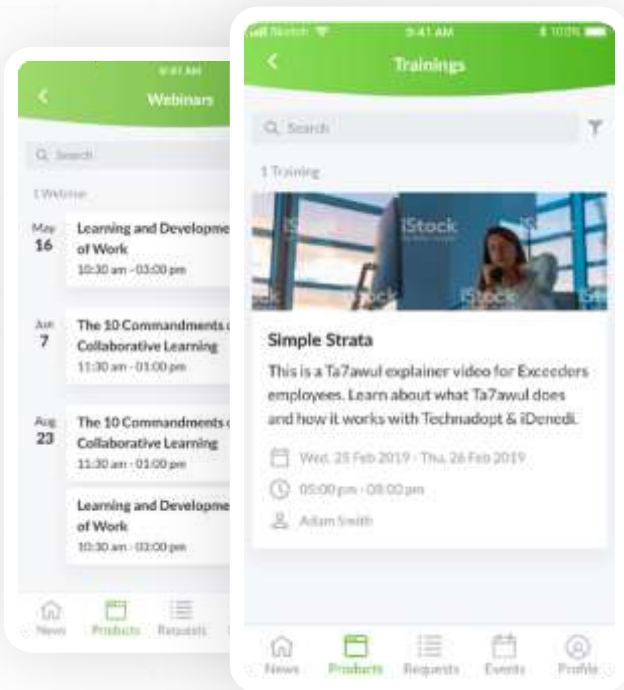 9:41 AM
Webinars
Search
1 Webinar
May
16
Learning and Developme
of Work
10:30 am - 03:00 pm
Jun
7
The 10 Commandments
Collaborative Learning
11:30 am - 01:00 pm
Aug
23
The 10 Commandments
Collaborative Learning
11:30 am - 01:00 pm
Learning and Developme
of Work
10:30 am - 03:00 pm
News Products Requests
Sketch 9:41 AM 100%
Trainings
Search
1 Training
iStock
Simple Strata
This is a Ta7awul explainer video for Exceeders
employees. Learn about what Ta7awul does
and how it works with Technadopt & iDenedi.
Wed, 25 Feb 2019 - Thu, 26 Feb 2019
05:00 pm - 08:00 pm
Adam Smith
News Products Requests Events Profile